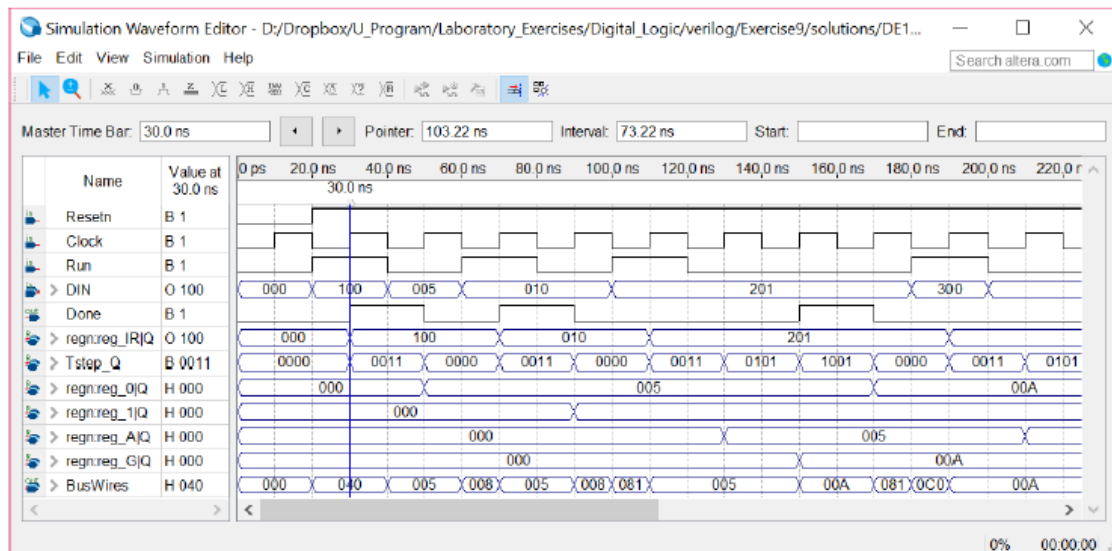 Simulation Waveform Editor - D:/Dropbox/U_Program/Laboratory_Exercises/Digital_Logic/verilog/Exercise9/solutions/DE1...
File Edit View Simulation Help
Search altera.com
Master Time Bar: 30.0 ns Pointer: 103.22 ns Interval: 73.22 ns Start: End:
Name Value at 30.0 ns
0 ps 20.0 ns 40.0 ns 60.0 ns 80.0 ns 100.0 ns 120.0 ns 140.0 ns 160.0 ns 180.0 ns 200.0 ns 220.0 r
30.0 ns
Resetn B 1
Clock B 1
Run B 1
DIN O 100 000 100 005 010 201 300
Done B 1
regn:reg_IR|Q O 100 000 100 010 201
Tstep_Q B 0011 0000 0011 0000 0011 0000 0011 0101 1001 0000 0011 0101
regn:reg_0|Q H 000 000 005 00A
regn:reg_1|Q H 000 000
regn:reg_A|Q H 000 000 005
regn:reg_G|Q H 000 000 00A
BusWires H 040 000 040 005 008 005 008 081 005 00A 081 0C0 00A
0% 00:00:00